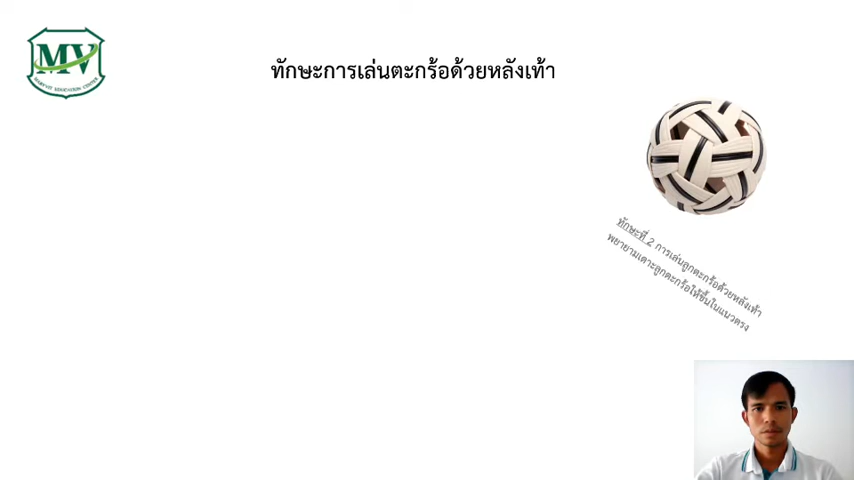 MV
MARYVIT EDUCATION CENTER
ทักษะการเล่นตะกร้อด้วยหลังเท้า
ทักษะที่ 2 การเล่นลูกตะกร้อด้วยหลังเท้า
พยายามเดาะลูกตะกร้อให้ขึ้นในแนวตรง